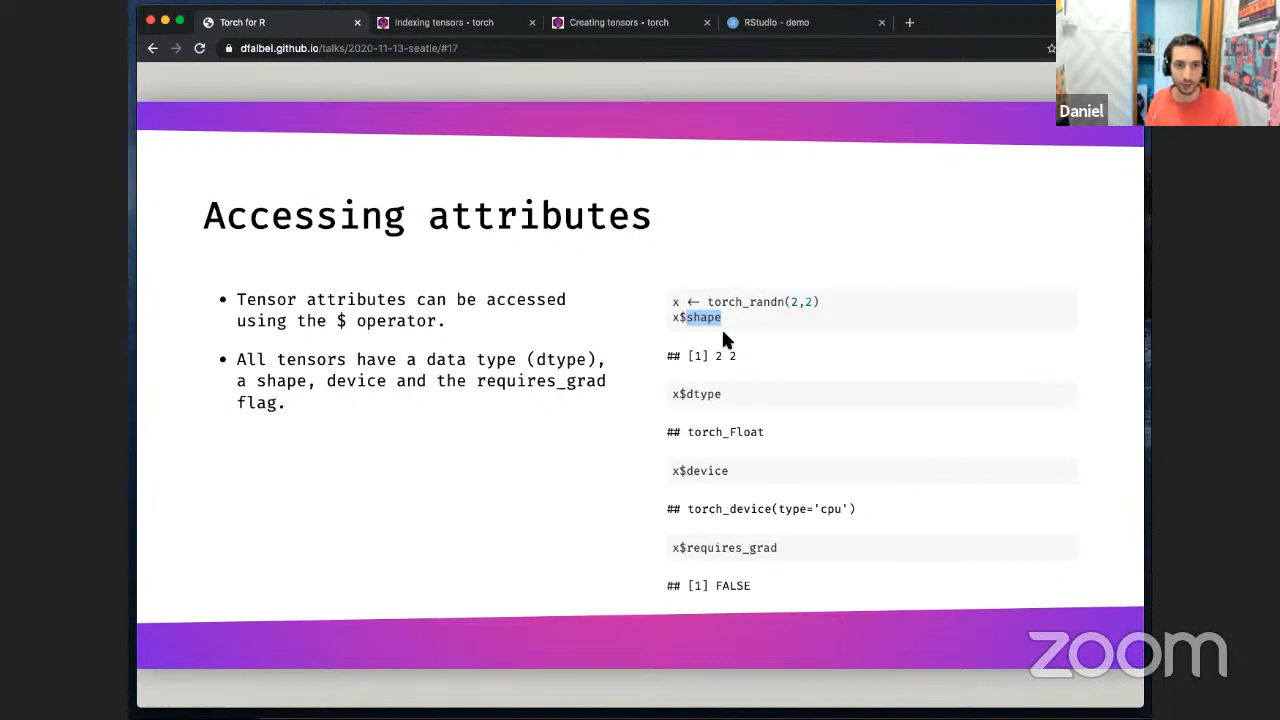 Torch for R
Indexing tensors - torch
Creating tensors - torch
RStudio - demo
dfalbel.github.io/talks/2020-11-13-seatle/#17
Daniel
Accessing attributes
• Tensor attributes can be accessed
using the $ operator.
• All tensors have a data type (dtype),
a shape, device and the requires_grad
flag.
x ← torch_randn(2,2)
x$shape
## [1] 2 2
x$dtype
## torch_Float
x$device
## torch_device(type='cpu')
x$requires_grad
## [1] FALSE
zoom